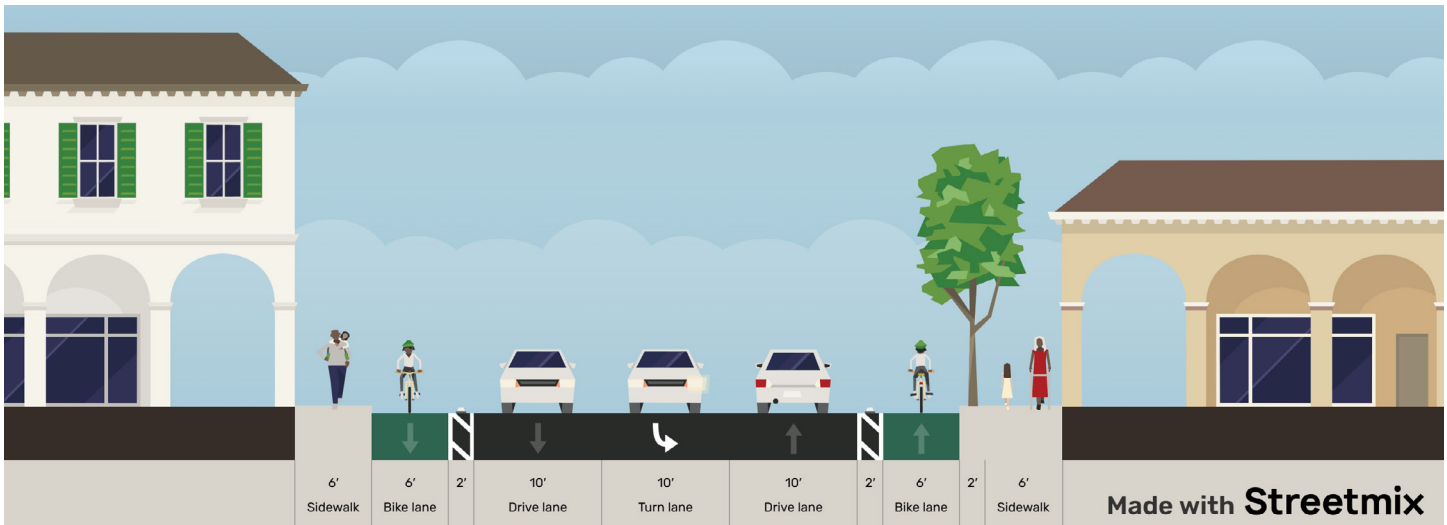 6' 6' 2' 10' 10' 10' 2' 6' 2' 6'
Sidewalk Bike lane Drive lane Turn lane Drive lane Bike lane Sidewalk
Made with Streetmix